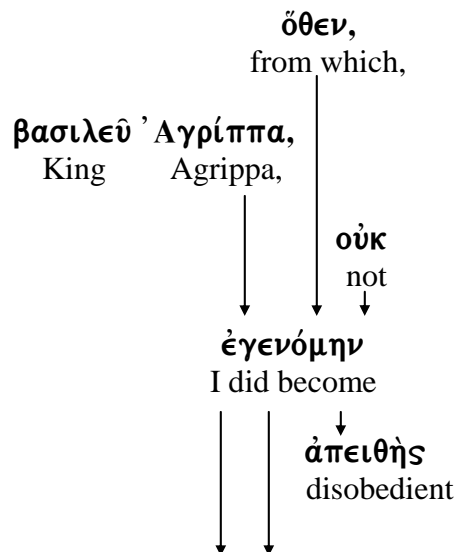 ὅθεν,
from which,
βασιλεῦ Ἀγρίππα,
King Agrippa,
οὐκ
not
ἐγενόμην
I did become
ἀπειθὴς
disobedient